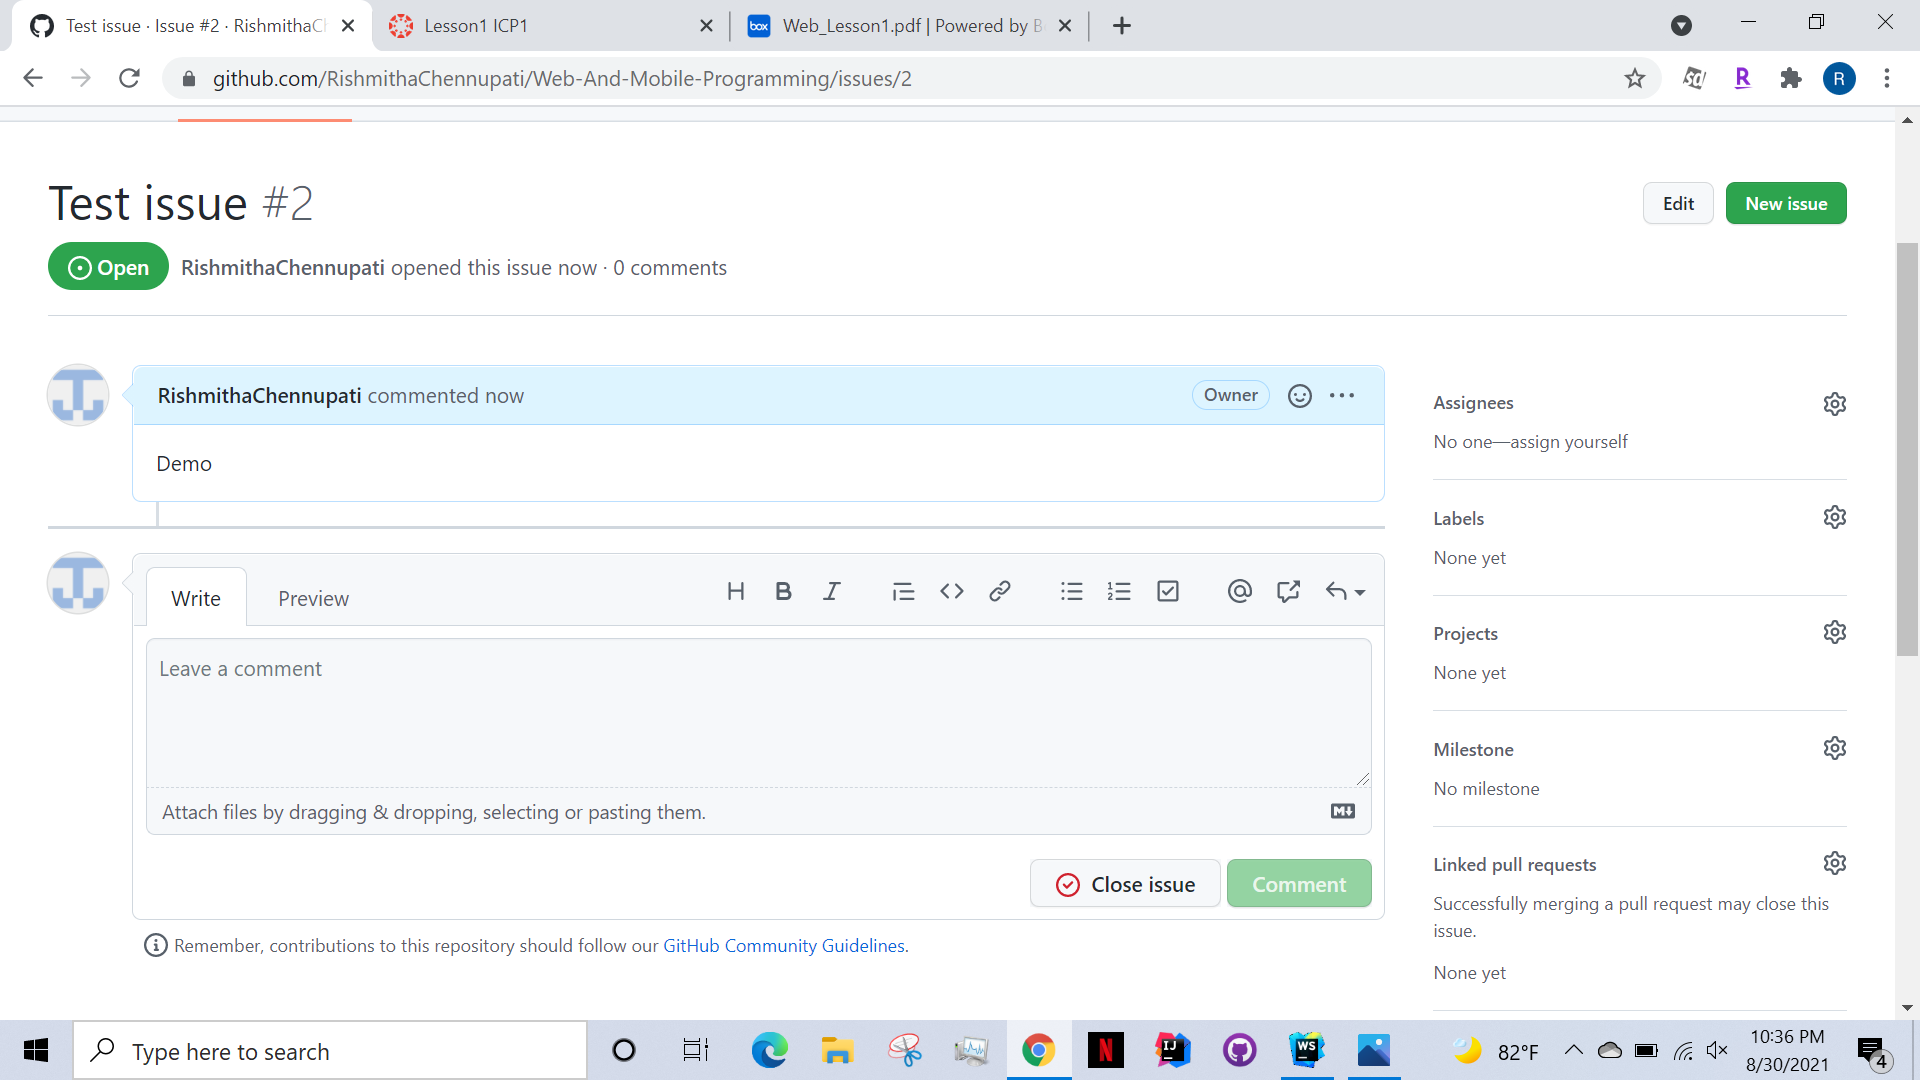 Test issue · Issue #2 · RishmithaCh
Lesson1 ICP1
box
Web_Lesson1.pdf | Powered by B
github.com/RishmithaChennupati/Web-And-Mobile-Programming/issues/2
R
R
Test issue #2
Edit
New issue
Open
RishmithaChennupati opened this issue now · 0 comments
RishmithaChennupati commented now
Owner
Demo
Assignees
No one—assign yourself
Labels
None yet
Write
Preview
H B I
Projects
None yet
Leave a comment
Milestone
No milestone
Attach files by dragging & dropping, selecting or pasting them.
Linked pull requests
Successfully merging a pull request may close this
issue.
None yet
Close issue
Comment
Remember, contributions to this repository should follow our GitHub Community Guidelines.
Type here to search
N
IJ
WS
82°F
10:36 PM
8/30/2021
4